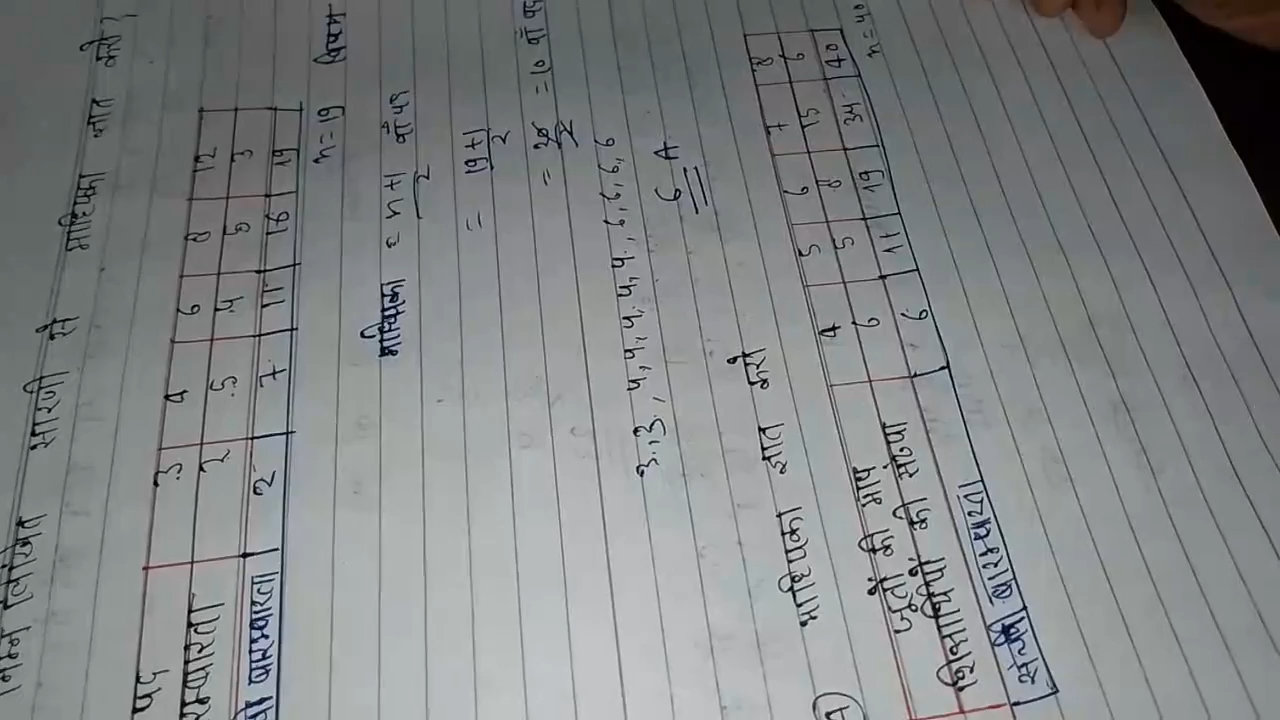 निम्न लिखित सारणी से माध्यिका ज्ञात करो?
पद 3 4 6 8 12
2 5 4 5 3
2 7 11 16 19
n=19 विषम
माध्यिका = n+1/2 वाँ पद
= 19+1/2
= 20/2 = 10 वाँ पद
3,3,4,4,4,4,4,6,6,6,6
6 A
माध्यिका ज्ञात करो
जूतों की माप 4 5 6 7 8
विद्यार्थियों की संख्या 6 5 8 15 6
संचयी बारम्बारता 6 11 19 34 40
n=40